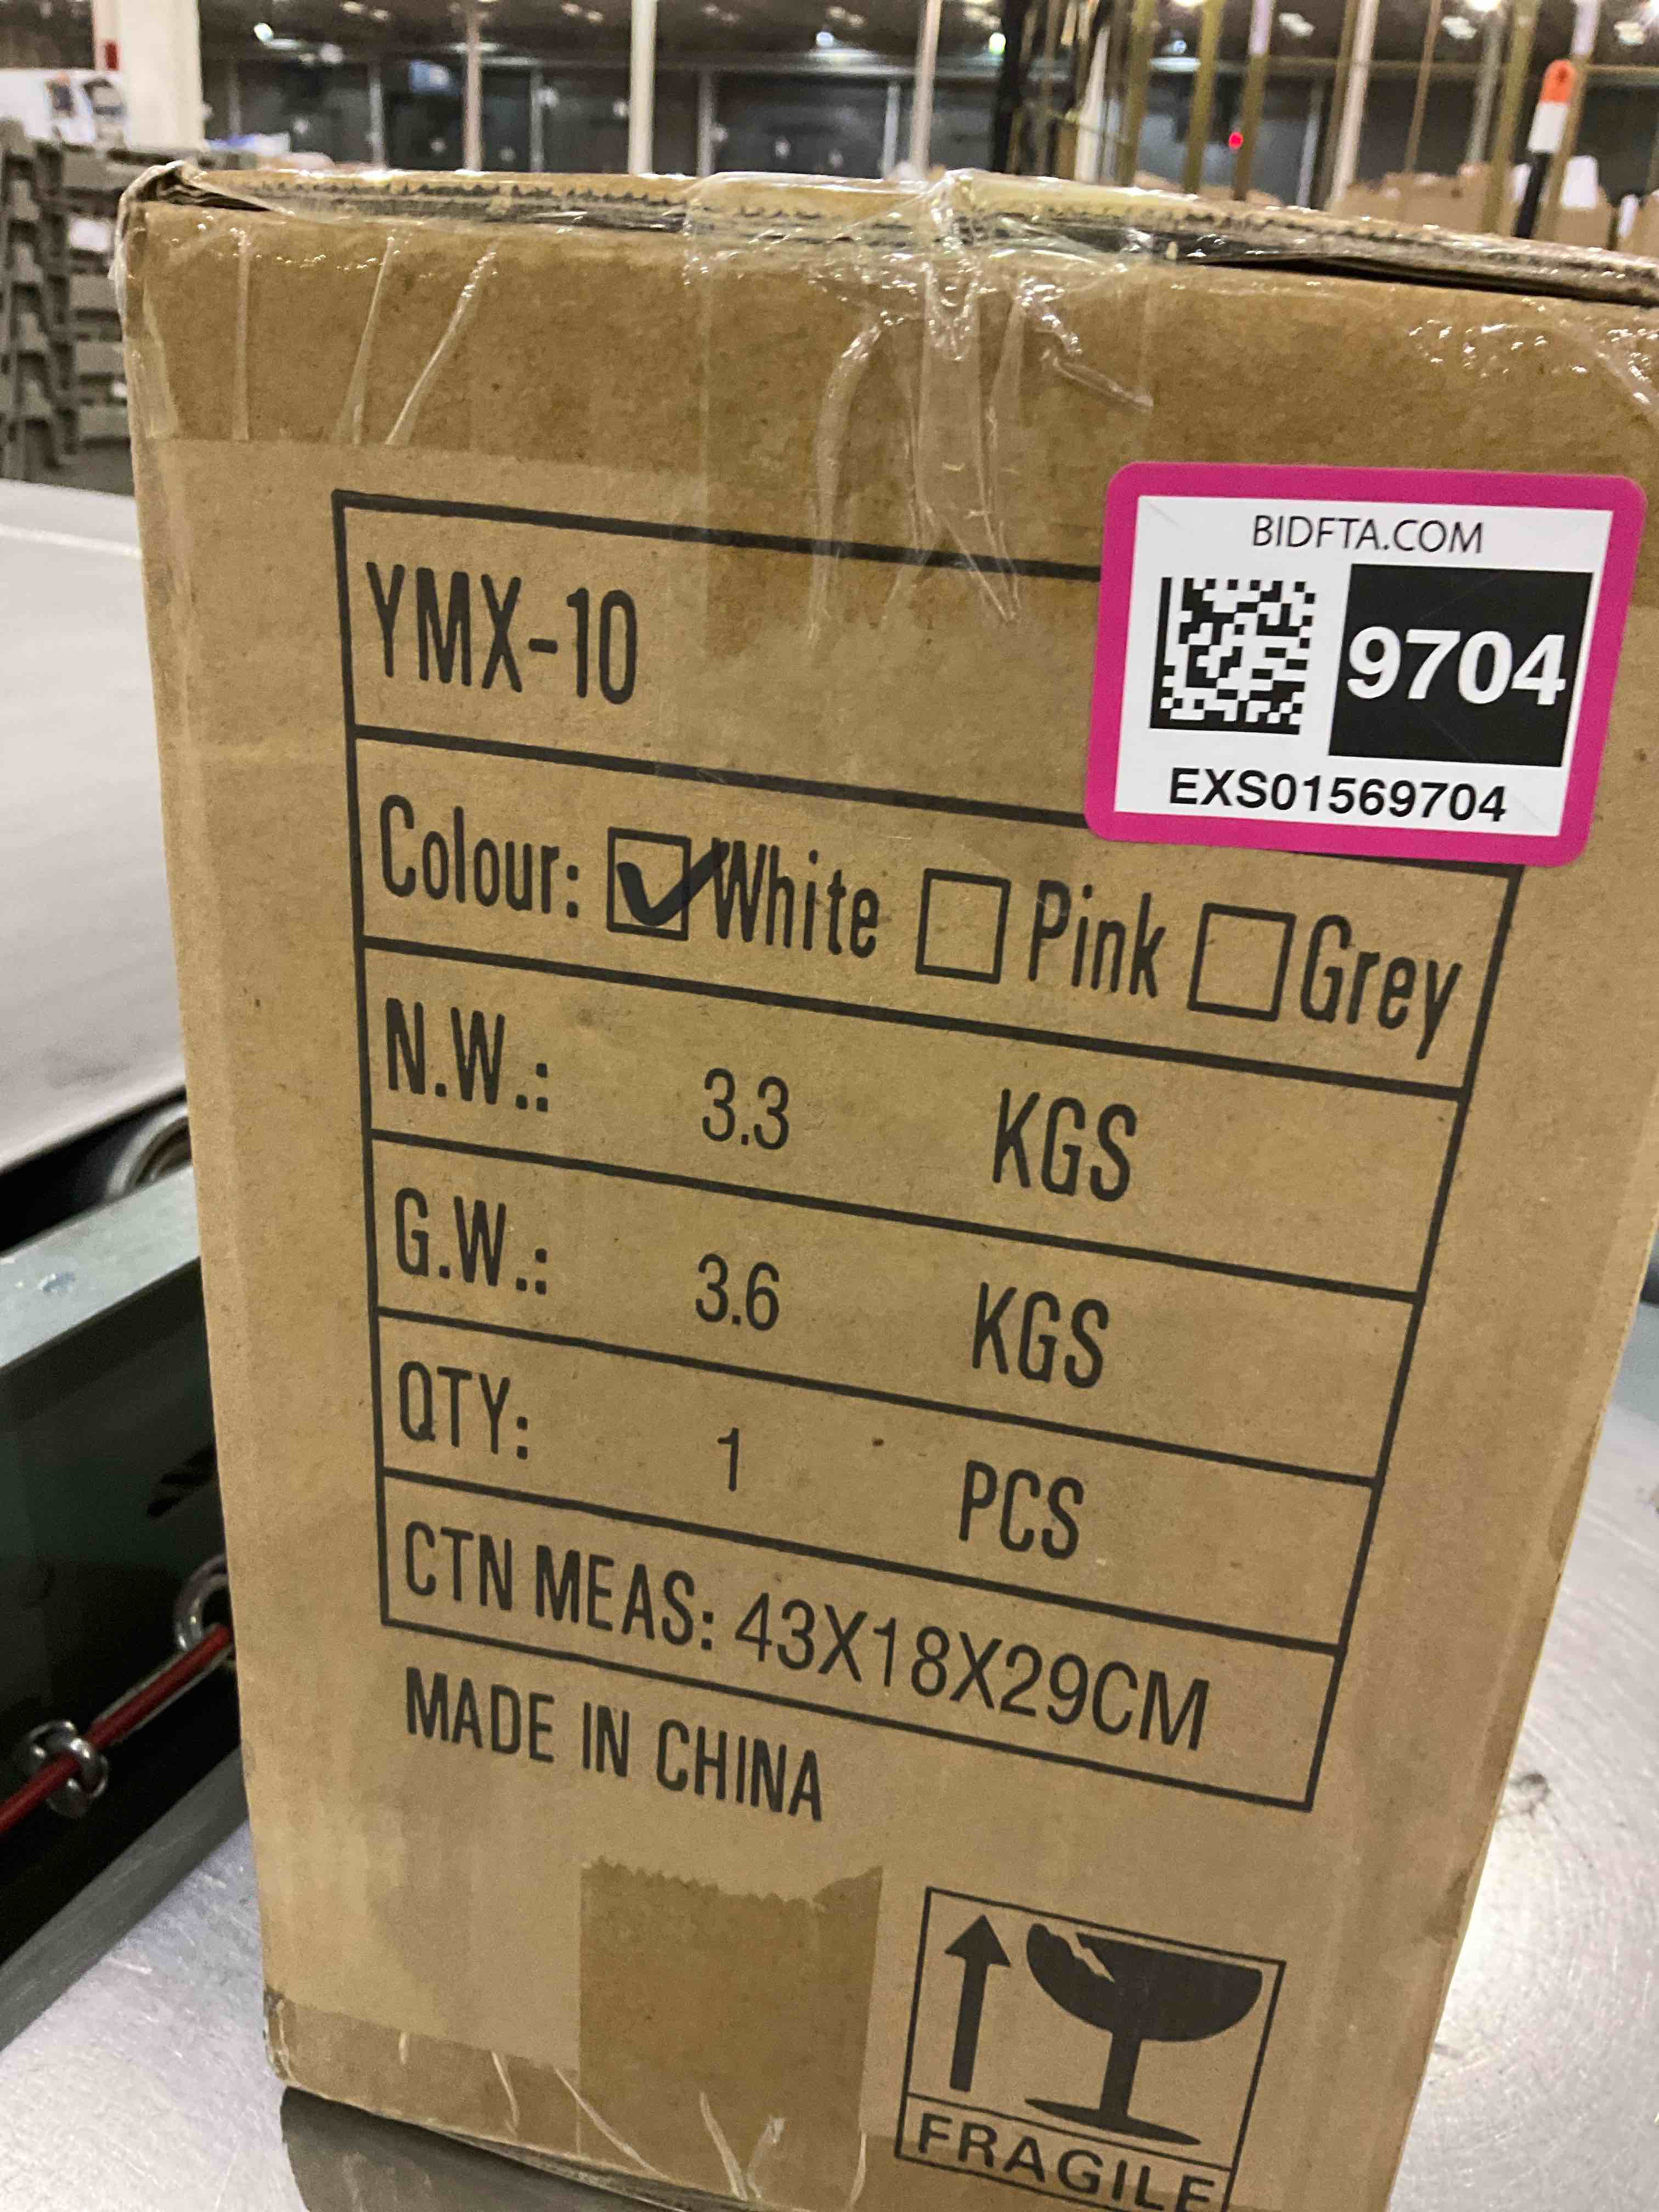 BIDFTA.COM
9704
EXS01569704
YMX-10
Colour: White Pink Grey
N.W.: 3.3 KGS
G.W.: 3.6 KGS
QTY: 1 PCS
CTN MEAS: 43X18X29CM
MADE IN CHINA
FRAGILE